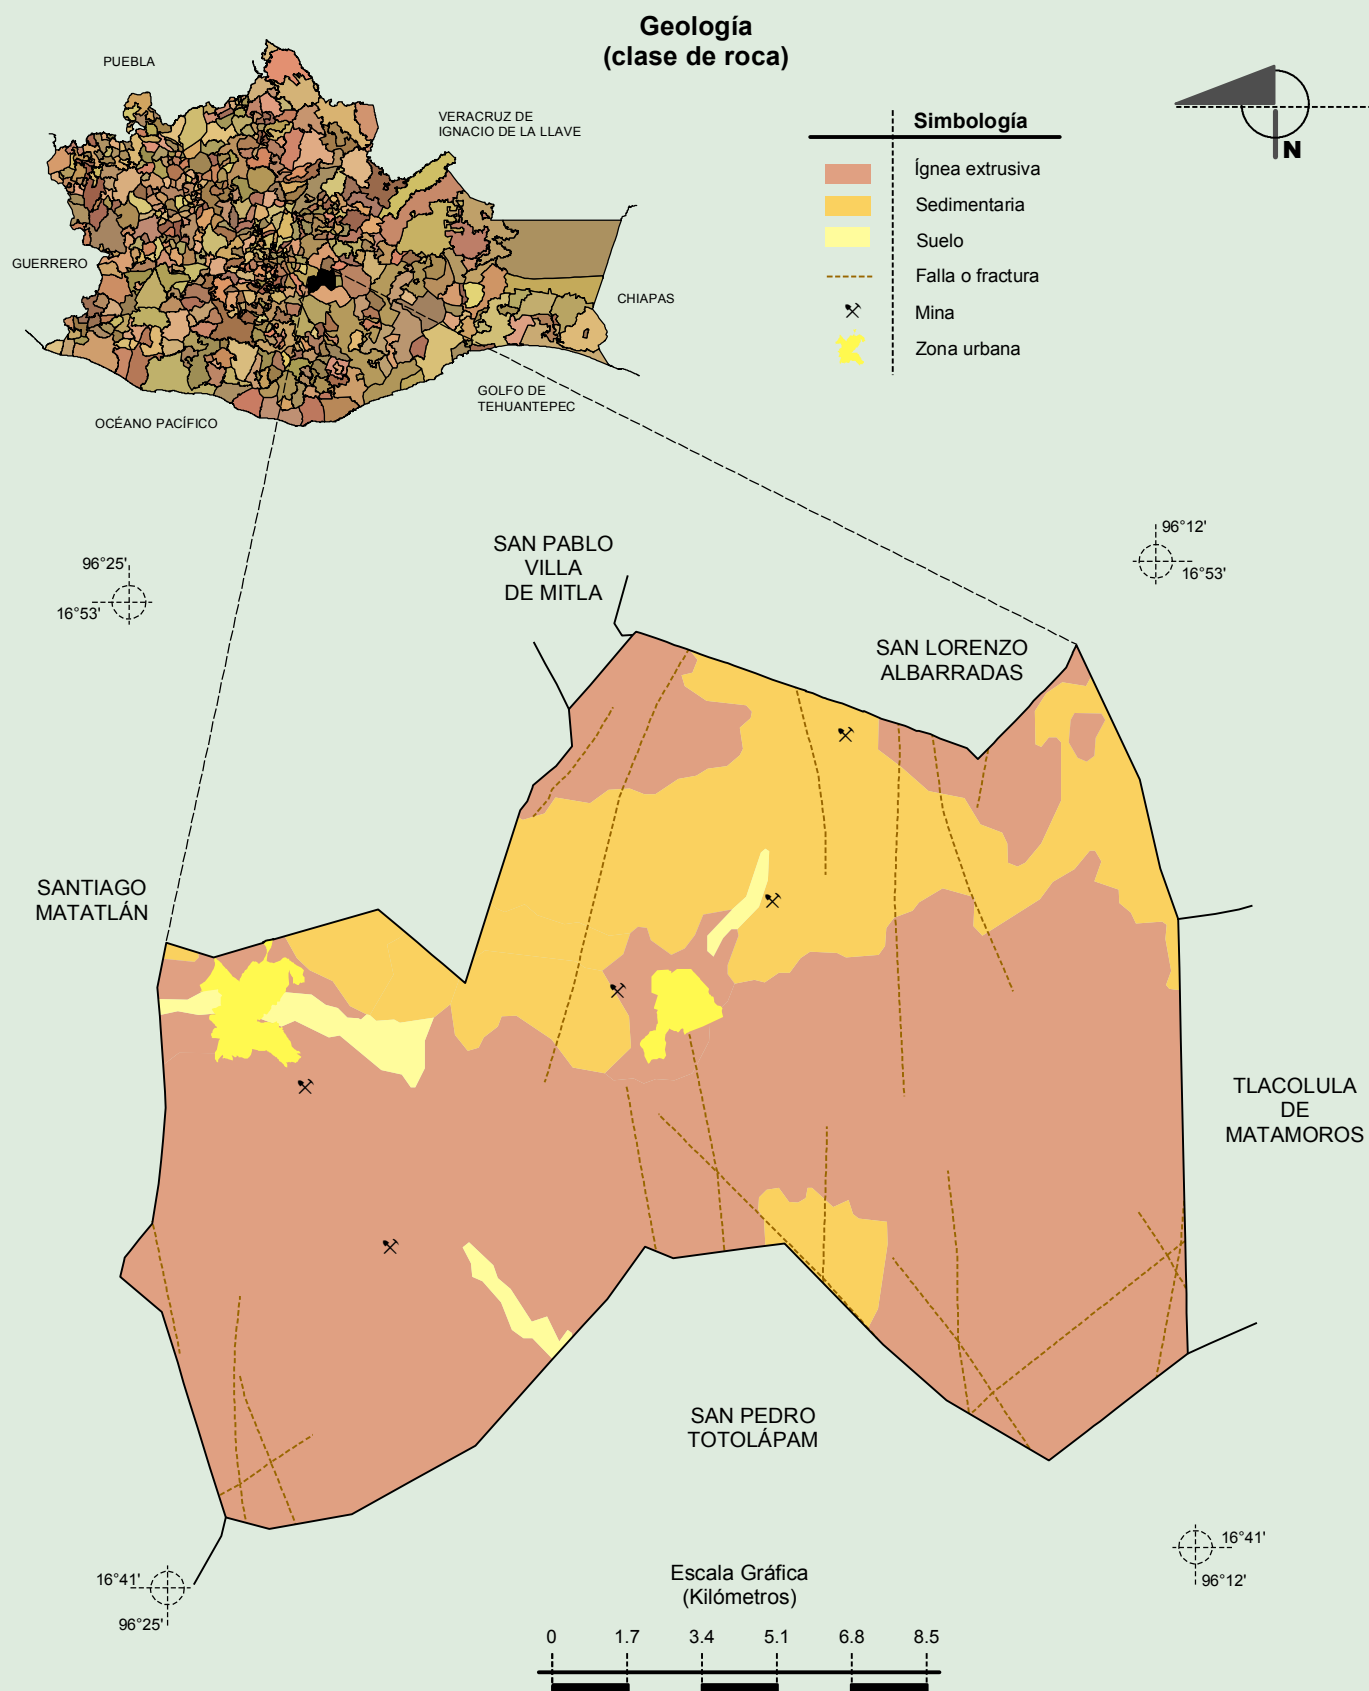 Geología
(clase de roca)
PUEBLA
VERACRUZ DE
IGNACIO DE LA LLAVE
GUERRERO
CHIAPAS
GOLFO DE
TEHUANTEPEC
OCÉANO PACÍFICO
Simbología
Ígnea extrusiva
Sedimentaria
Suelo
Falla o fractura
Mina
Zona urbana
N
96°25'
16°53'
96°12'
16°53'
SAN PABLO
VILLA
DE MITLA
SAN LORENZO
ALBARRADAS
SANTIAGO
MATATLÁN
TLACOLULA
DE
MATAMOROS
SAN PEDRO
TOTOLÁPAM
16°41'
96°25'
16°41'
96°12'
Escala Gráfica
(Kilómetros)
0 1.7 3.4 5.1 6.8 8.5